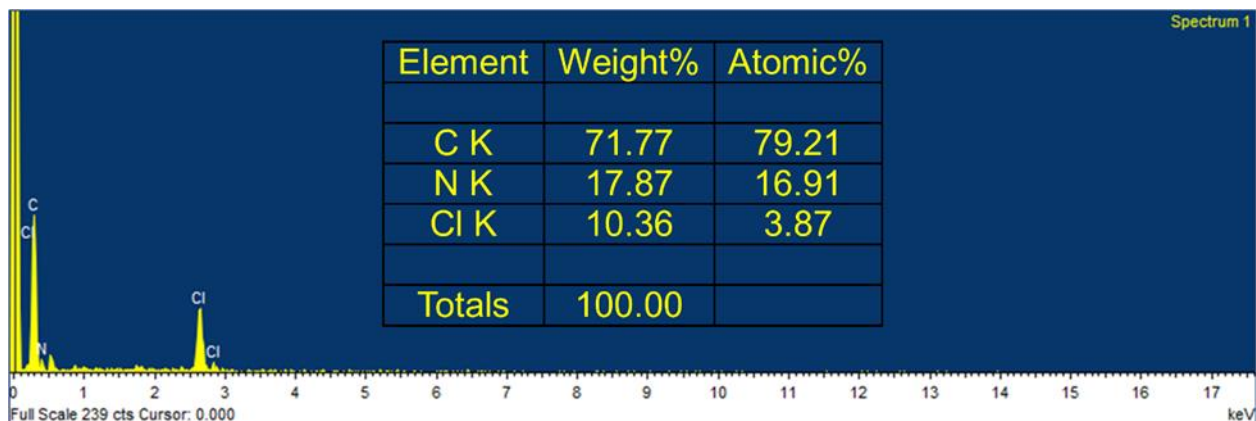 Spectrum 1
Element Weight% Atomic%
C K 71.77 79.21
N K 17.87 16.91
Cl K 10.36 3.87
Totals 100.00
C
Cl
N
Cl
Cl
0 1 2 3 4 5 6 7 8 9 10 11 12 13 14 15 16 17
Full Scale 239 cts Cursor: 0.000
keV